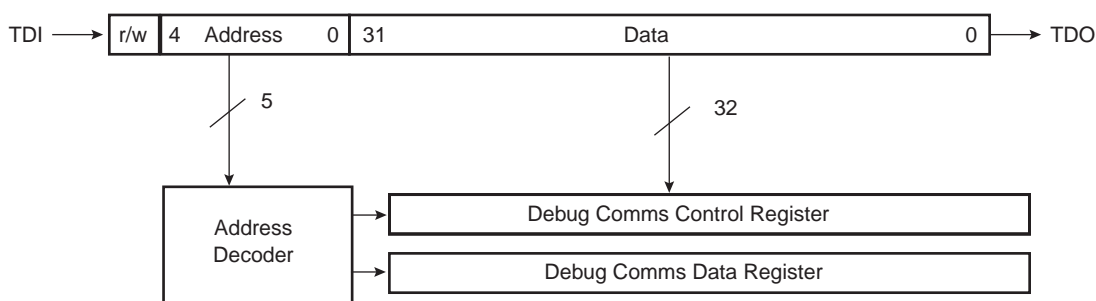 TDI r/w 4 Address 0 31 Data 0 TDO
5
32
Address
Decoder
Debug Comms Control Register
Debug Comms Data Register